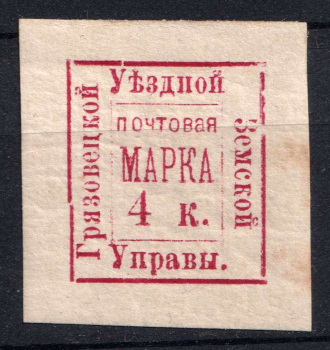 Грязовецкой
Уѣздной
Земской
Управы.
почтовая
МАРКА
4 к.